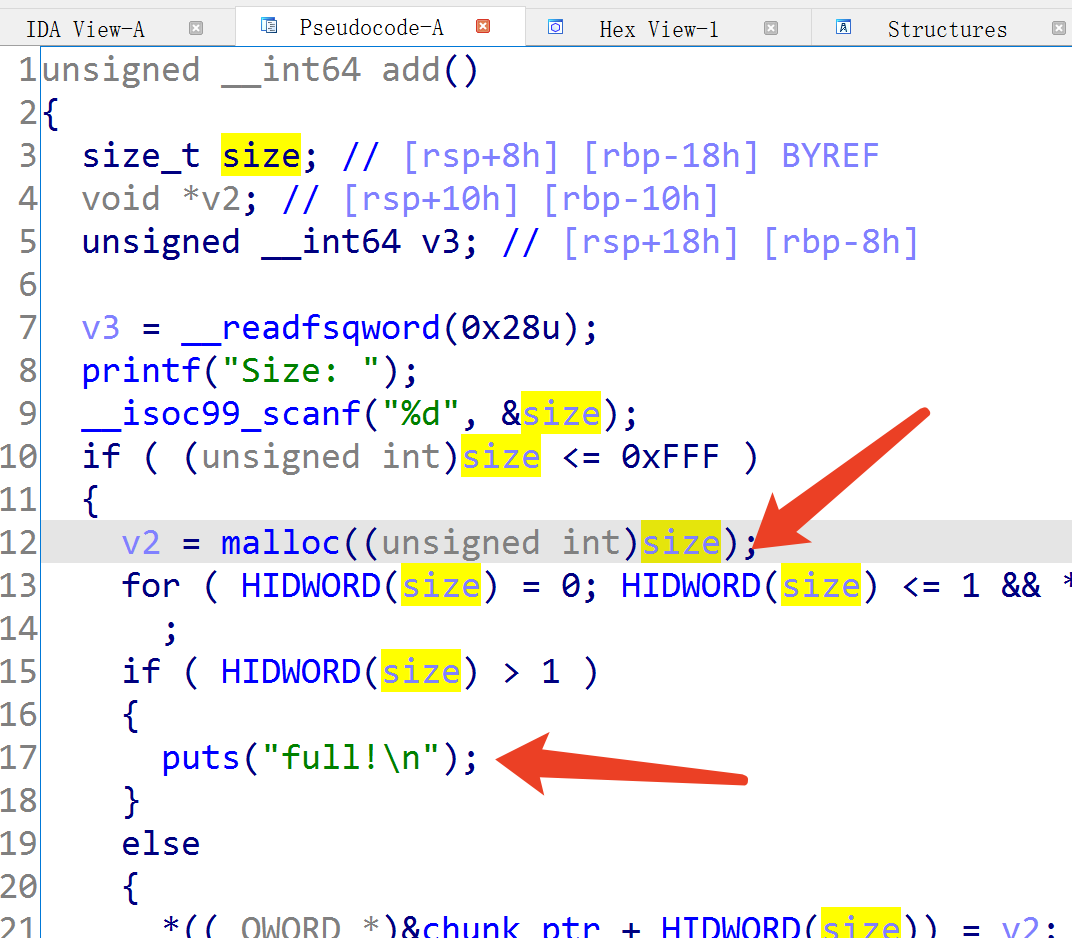 IDA View-A Pseudocode-A Hex View-1 Structures
1 unsigned __int64 add()
2 {
3 size_t size; // [rsp+8h] [rbp-18h] BYREF
4 void *v2; // [rsp+10h] [rbp-10h]
5 unsigned __int64 v3; // [rsp+18h] [rbp-8h]
6
7 v3 = __readfsqword(0x28u);
8 printf("Size: ");
9 __isoc99_scanf("%d", &size);
10 if ( (unsigned int)size <= 0xFFF )
11 {
12 v2 = malloc((unsigned int)size);
13 for ( HIDWORD(size) = 0; HIDWORD(size) <= 1 && *
14 ;
15 if ( HIDWORD(size) > 1 )
16 {
17 puts("full!\n");
18 }
19 else
20 {
21 *((_QWORD *)&chunk_ptr + HIDWORD(size)) = v2;